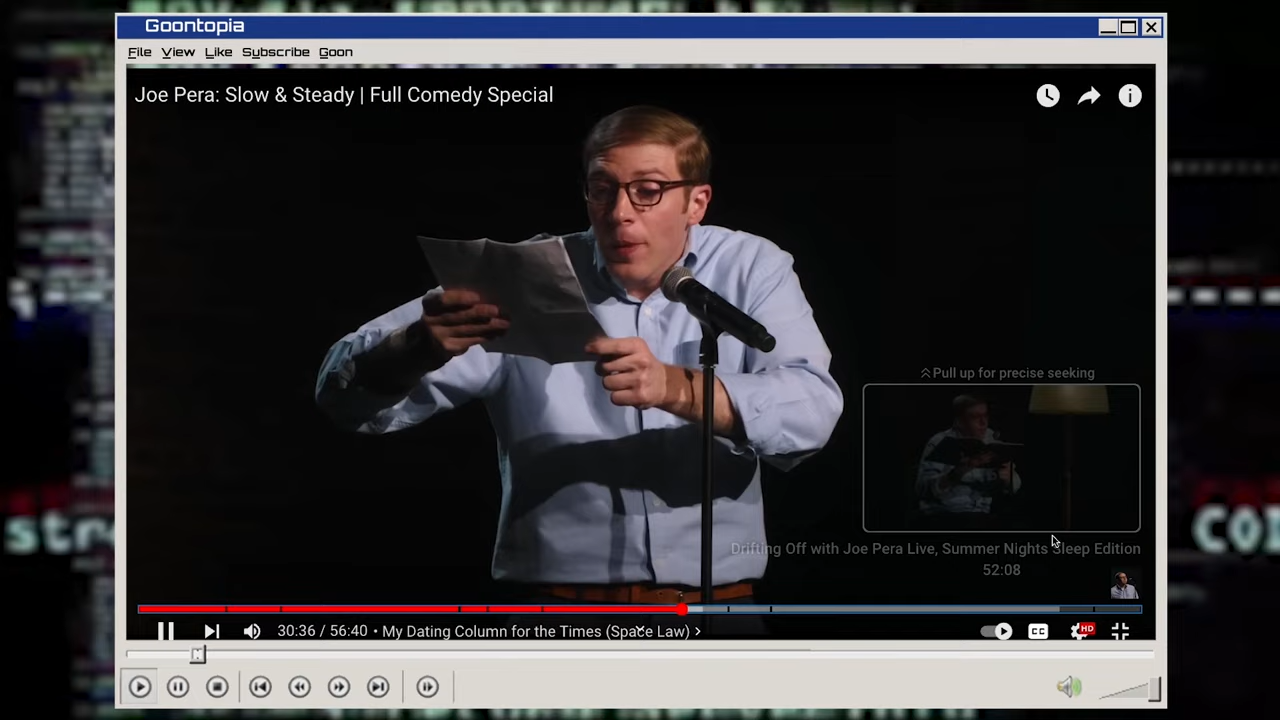 Goontopia
File View Like Subscribe Goon
Joe Pera: Slow & Steady | Full Comedy Special
Pull up for precise seeking
Drifting Off with Joe Pera Live, Summer Nights Sleep Edition
52:08
30:36 / 56:40 • My Dating Column for the Times (Space Law) >
CC
HD